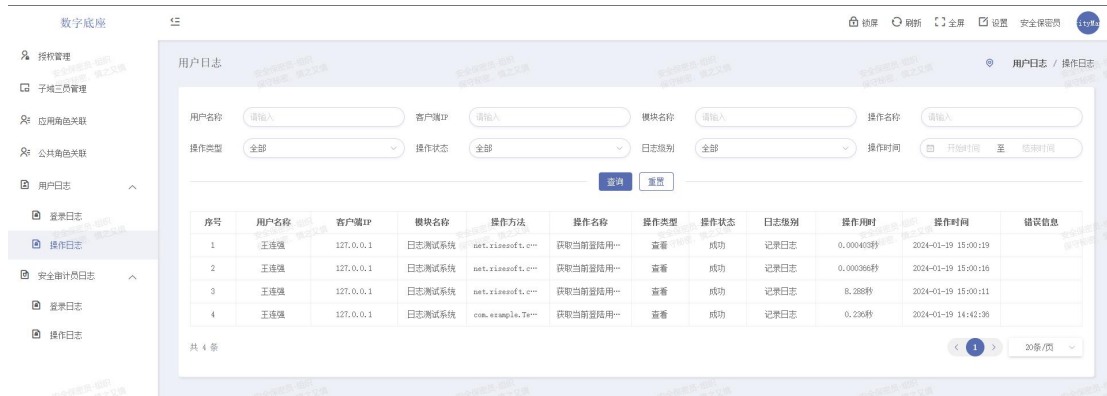 数字底座
锁屏 刷新 全屏 设置 安全保密员
授权管理
子域三员管理
应用角色关联
公共角色关联
用户日志
登录日志
操作日志
安全审计员日志
登录日志
操作日志
用户日志
用户日志 / 操作日志
用户名称 请输入 客户端IP 请输入 模块名称 请输入 操作名称 请输入
操作类型 全部 操作状态 全部 日志级别 全部 操作时间 开始时间 至 结束时间
查询 重置
序号 用户名称 客户端IP 模块名称 操作方法 操作名称 操作类型 操作状态 日志级别 操作用时 操作时间 错误信息
1 王连强 127.0.0.1 日志测试系统 net.risesoft.c… 获取当前登陆用… 查看 成功 记录日志 0.000403秒 2024-01-19 15:00:19
2 王连强 127.0.0.1 日志测试系统 net.risesoft.c… 获取当前登陆用… 查看 成功 记录日志 0.000366秒 2024-01-19 15:00:16
3 王连强 127.0.0.1 日志测试系统 net.risesoft.c… 获取当前登陆用… 查看 成功 记录日志 8.288秒 2024-01-19 15:00:11
4 王连强 127.0.0.1 日志测试系统 com.example.Te… 获取当前登陆用… 查看 成功 记录日志 0.236秒 2024-01-19 14:42:36
共 4 条
1
20条/页